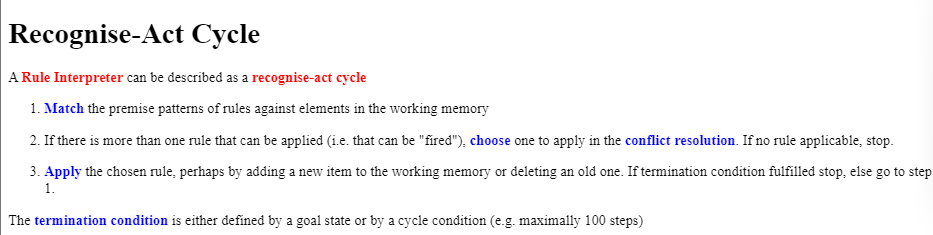 Recognise-Act Cycle
A Rule Interpreter can be described as a recognise-act cycle
1. Match the premise patterns of rules against elements in the working memory
2. If there is more than one rule that can be applied (i.e. that can be "fired"), choose one to apply in the conflict resolution. If no rule applicable, stop.
3. Apply the chosen rule, perhaps by adding a new item to the working memory or deleting an old one. If termination condition fulfilled stop, else go to step
1.
The termination condition is either defined by a goal state or by a cycle condition (e.g. maximally 100 steps)